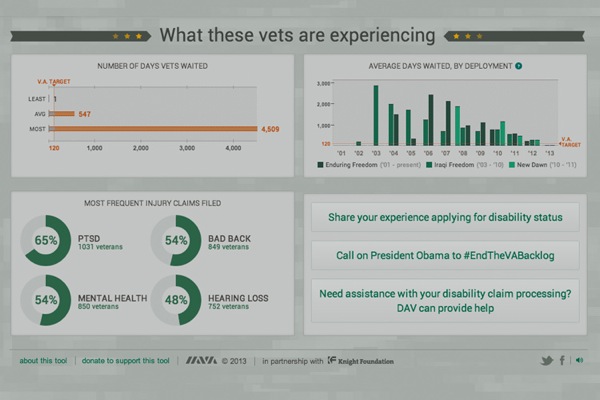 What these vets are experiencing
NUMBER OF DAYS VETS WAITED
V.A. TARGET
LEAST 1
AVG 547
MOST 4,509
120 1,000 2,000 3,000 4,000
AVERAGE DAYS WAITED, BY DEPLOYMENT ?
3,000
2,000
1,000
120
V.A. TARGET
'01 '02 '03 '04 '05 '06 '07 '08 '09 '10 '11 '12 '13
Enduring Freedom ('01 - present) Iraqi Freedom ('03 - '10) New Dawn ('10 - '11)
MOST FREQUENT INJURY CLAIMS FILED
65% PTSD
1031 veterans
54% BAD BACK
849 veterans
54% MENTAL HEALTH
850 veterans
48% HEARING LOSS
752 veterans
Share your experience applying for disability status
Call on President Obama to #EndTheVABacklog
Need assistance with your disability claim processing?
DAV can provide help
about this tool | donate to support this tool | IAVA © 2013 | in partnership with Knight Foundation